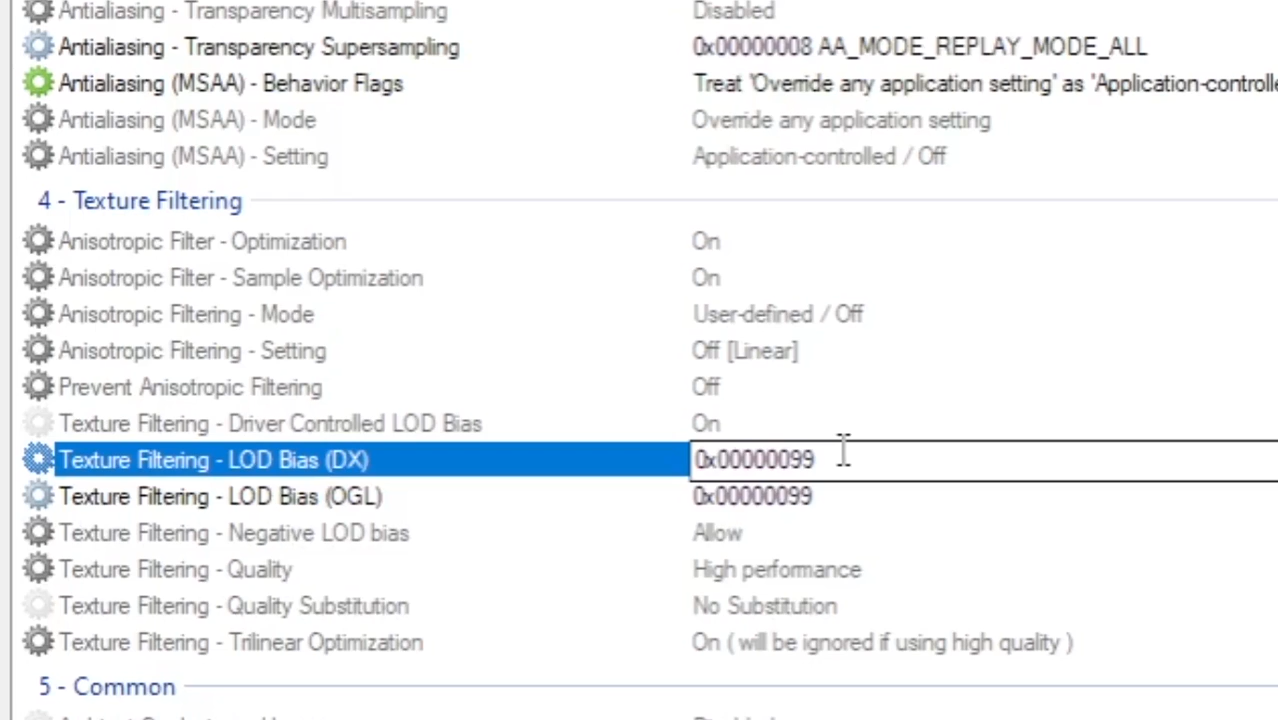 Antialiasing - Transparency Multisampling Disabled
Antialiasing - Transparency Supersampling 0x00000008 AA_MODE_REPLAY_MODE_ALL
Antialiasing (MSAA) - Behavior Flags Treat 'Override any application setting' as 'Application-controlle
Antialiasing (MSAA) - Mode Override any application setting
Antialiasing (MSAA) - Setting Application-controlled / Off
4 - Texture Filtering
Anisotropic Filter - Optimization On
Anisotropic Filter - Sample Optimization On
Anisotropic Filtering - Mode User-defined / Off
Anisotropic Filtering - Setting Off [Linear]
Prevent Anisotropic Filtering Off
Texture Filtering - Driver Controlled LOD Bias On
Texture Filtering - LOD Bias (DX) 0x00000099
Texture Filtering - LOD Bias (OGL) 0x00000099
Texture Filtering - Negative LOD bias Allow
Texture Filtering - Quality High performance
Texture Filtering - Quality Substitution No Substitution
Texture Filtering - Trilinear Optimization On ( will be ignored if using high quality )
5 - Common